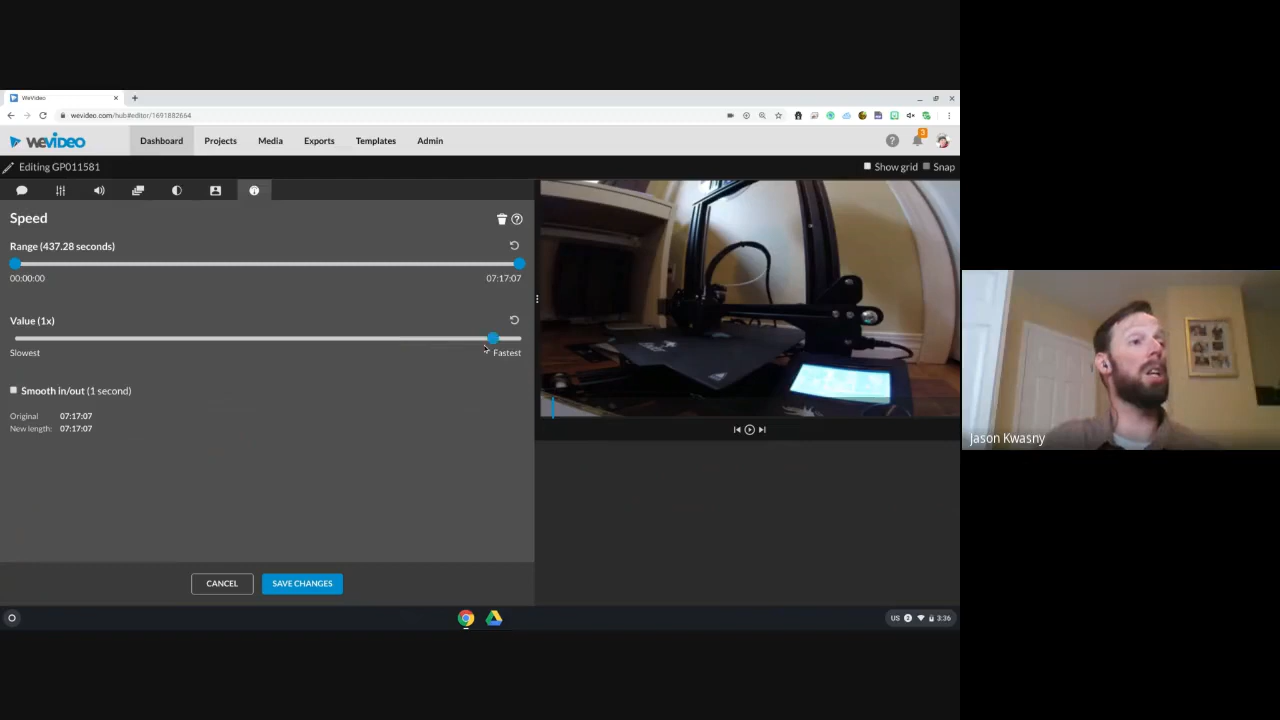 WeVideo
wevideo.com/hub#editor/1691882664
WEVIDEO
Dashboard
Projects
Media
Exports
Templates
Admin
3
Editing GP011581
Show grid
Snap
Speed
Range (437.28 seconds)
00:00:00
07:17:07
Value (1x)
Slowest
Fastest
Smooth in/out (1 second)
Original 07:17:07
New length: 07:17:07
CANCEL
SAVE CHANGES
Jason Kwasny
US
3:36